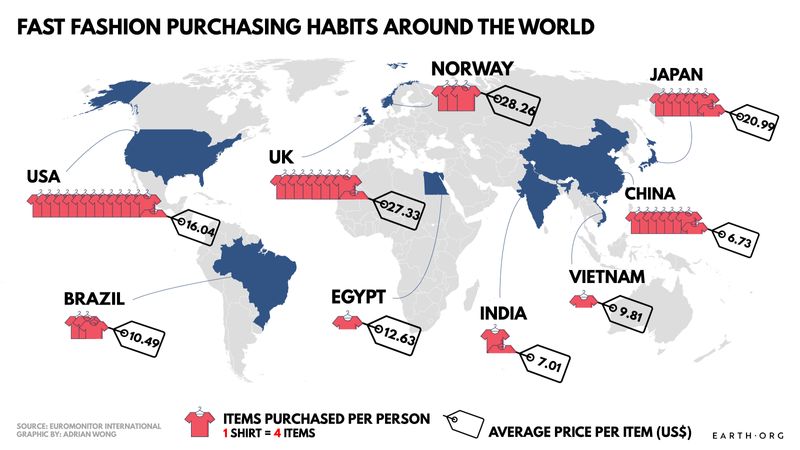 FAST FASHION PURCHASING HABITS AROUND THE WORLD
NORWAY
28.26
JAPAN
20.99
USA
16.04
UK
27.33
CHINA
6.73
BRAZIL
10.49
EGYPT
12.63
INDIA
7.01
VIETNAM
9.81
SOURCE: EUROMONITOR INTERNATIONAL
GRAPHIC BY: ADRIAN WONG
ITEMS PURCHASED PER PERSON
1 SHIRT = 4 ITEMS
AVERAGE PRICE PER ITEM (US$)
EARTH·ORG